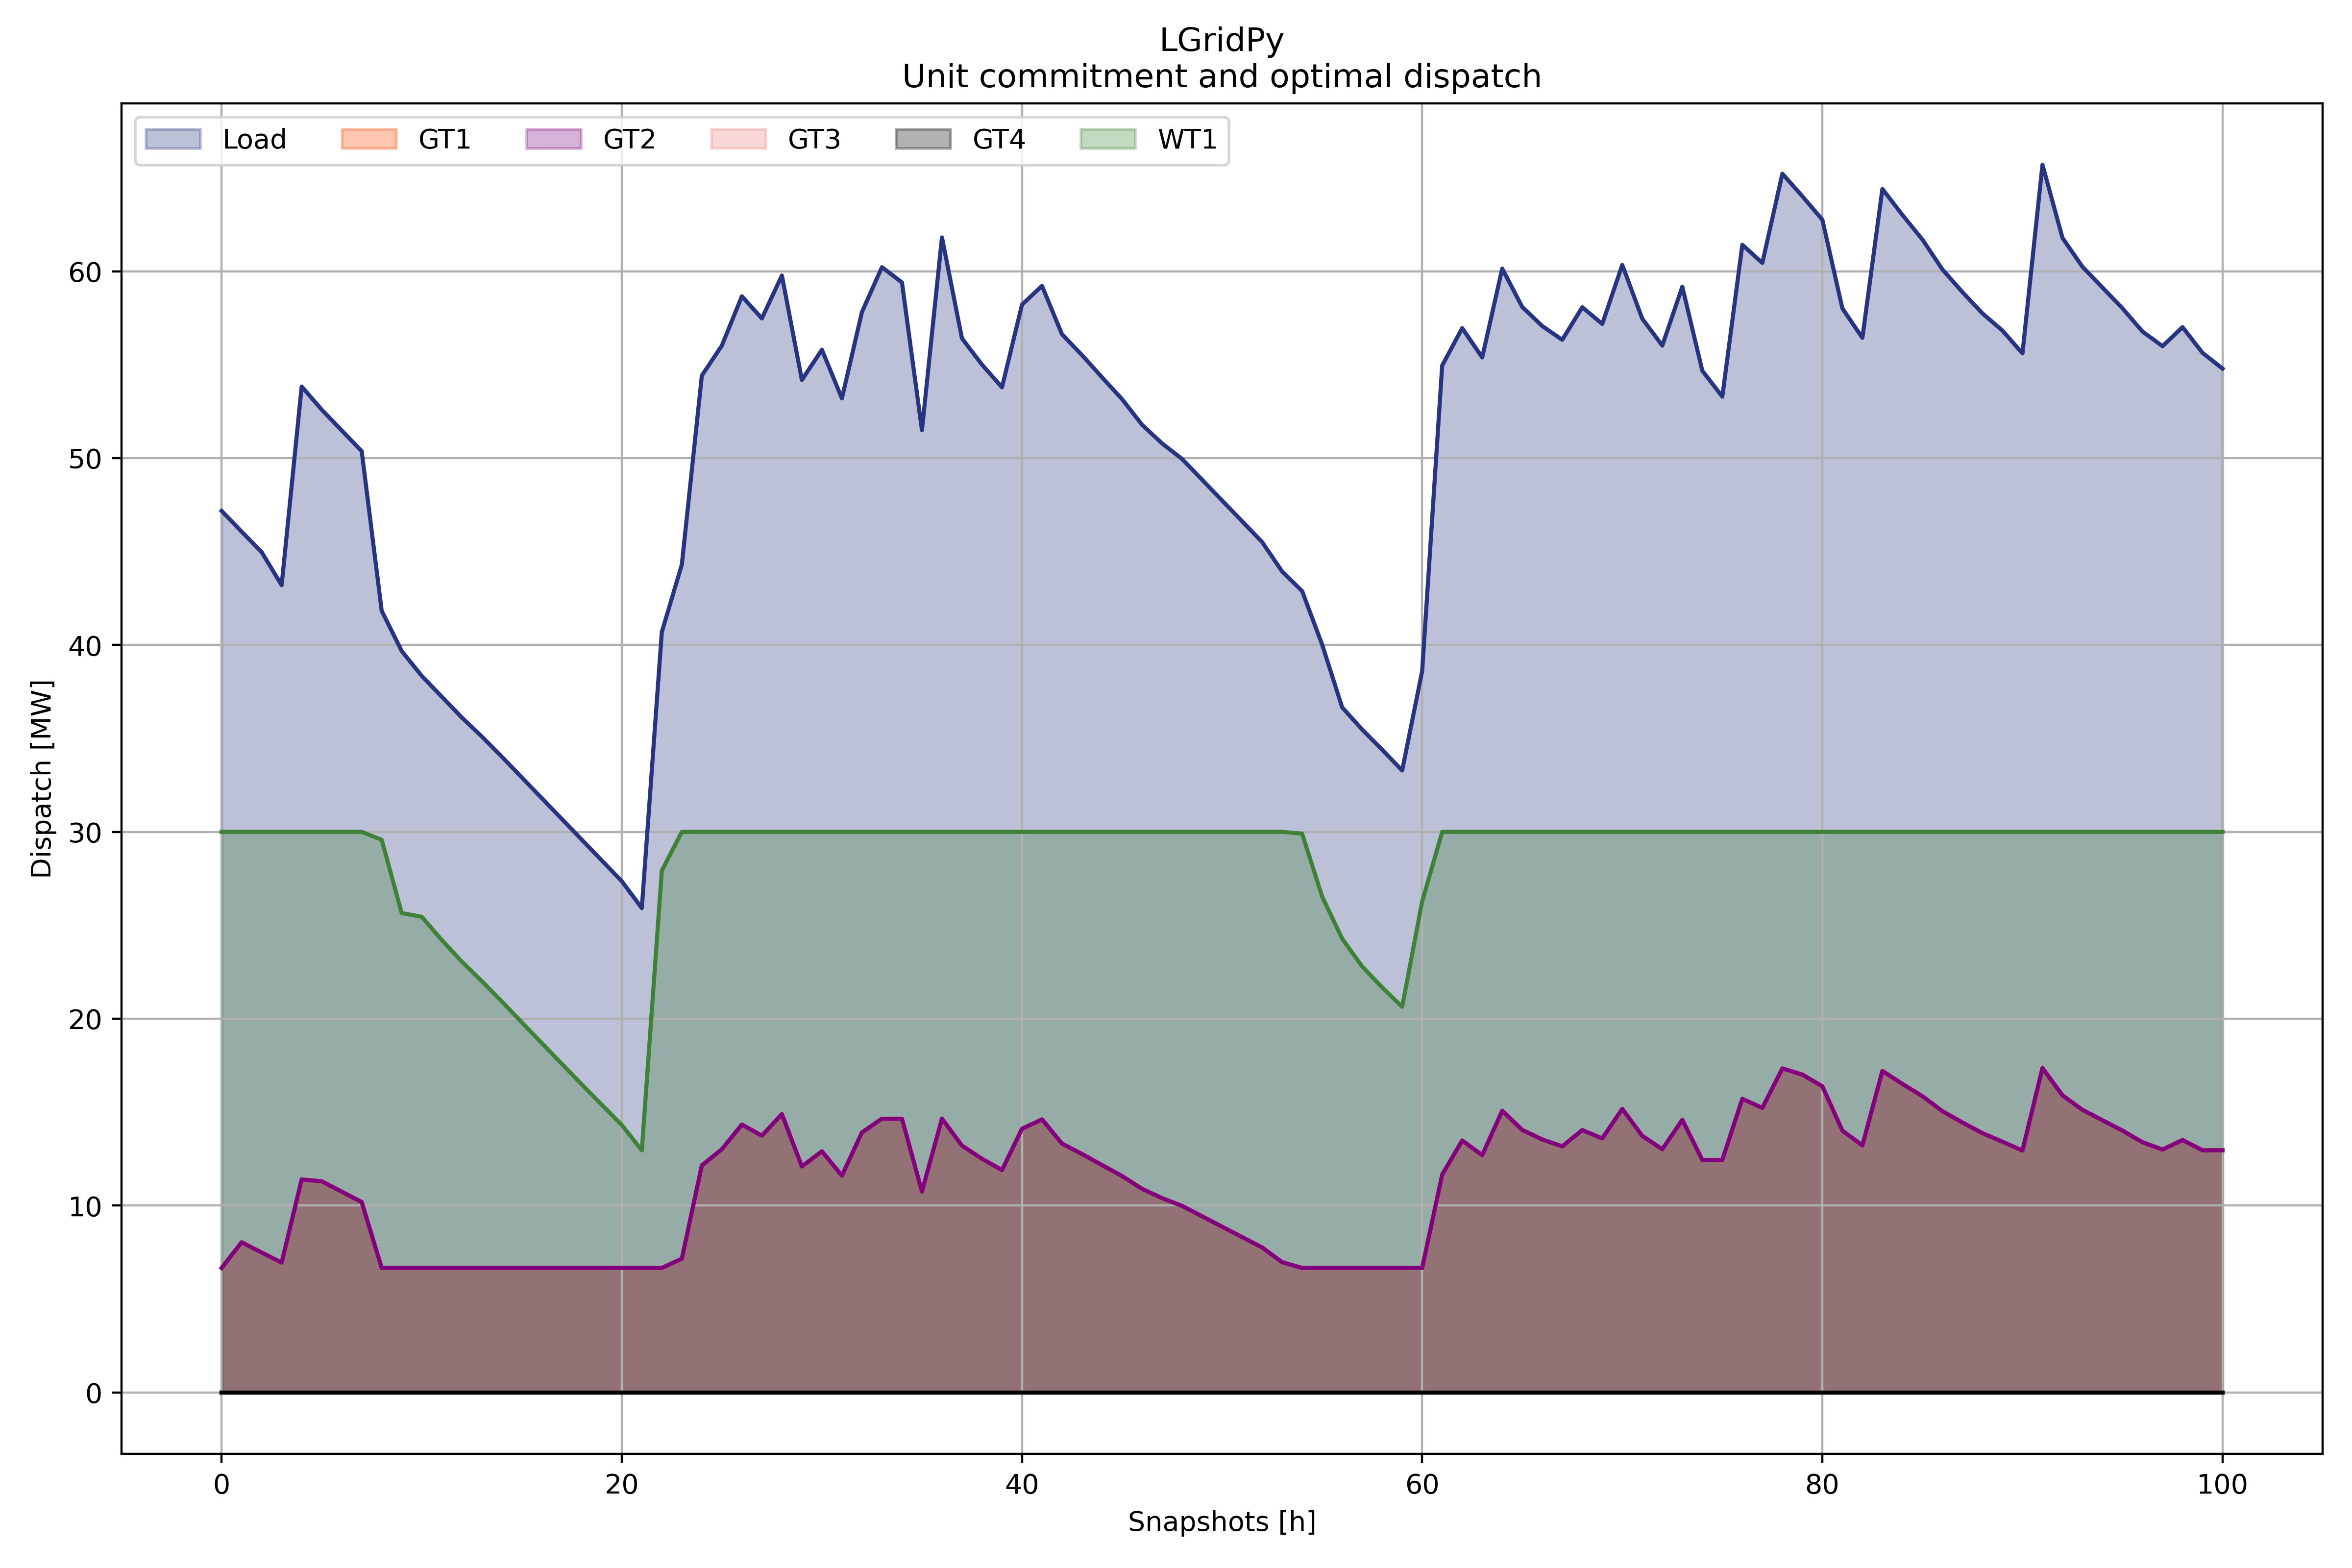 LGridPy
Unit commitment and optimal dispatch
Load GT1 GT2 GT3 GT4 WT1
60
50
40
30
20
10
0
Dispatch [MW]
0 20 40 60 80 100
Snapshots [h]